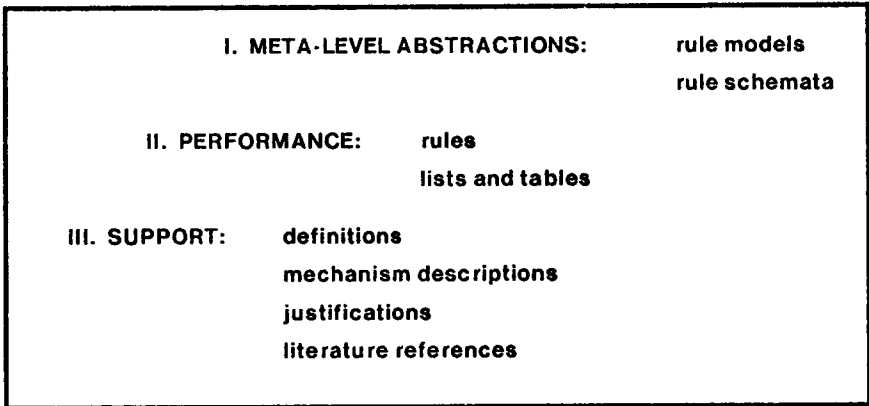 I. META-LEVEL ABSTRACTIONS: rule models
rule schemata
II. PERFORMANCE: rules
lists and tables
III. SUPPORT: definitions
mechanism descriptions
justifications
literature references